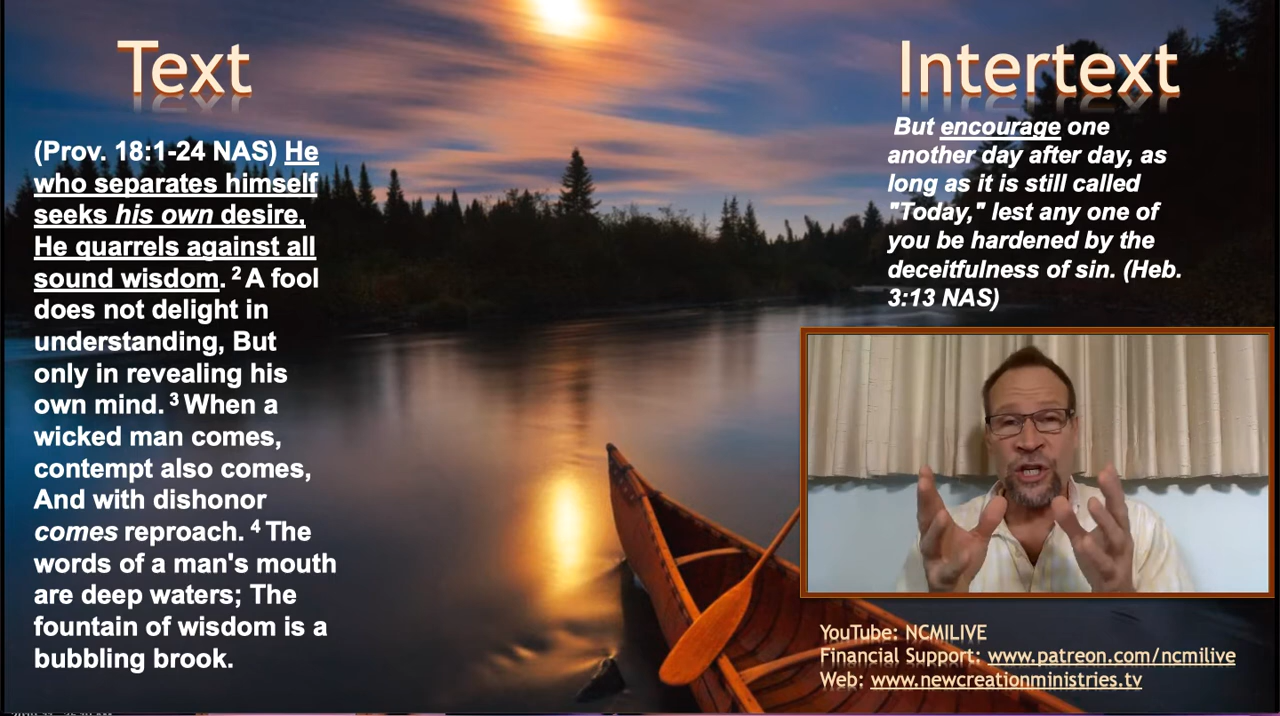 Text
(Prov. 18:1-24 NAS) He
who separates himself
seeks his own desire,
He quarrels against all
sound wisdom. 2 A fool
does not delight in
understanding, But
only in revealing his
own mind. 3 When a
wicked man comes,
contempt also comes,
And with dishonor
comes reproach. 4 The
words of a man's mouth
are deep waters; The
fountain of wisdom is a
bubbling brook.
Intertext
But encourage one
another day after day, as
long as it is still called
"Today," lest any one of
you be hardened by the
deceitfulness of sin. (Heb.
3:13 NAS)
YouTube: NCMILIVE
Financial Support: www.patreon.com/ncmilive
Web: www.newcreationministries.tv